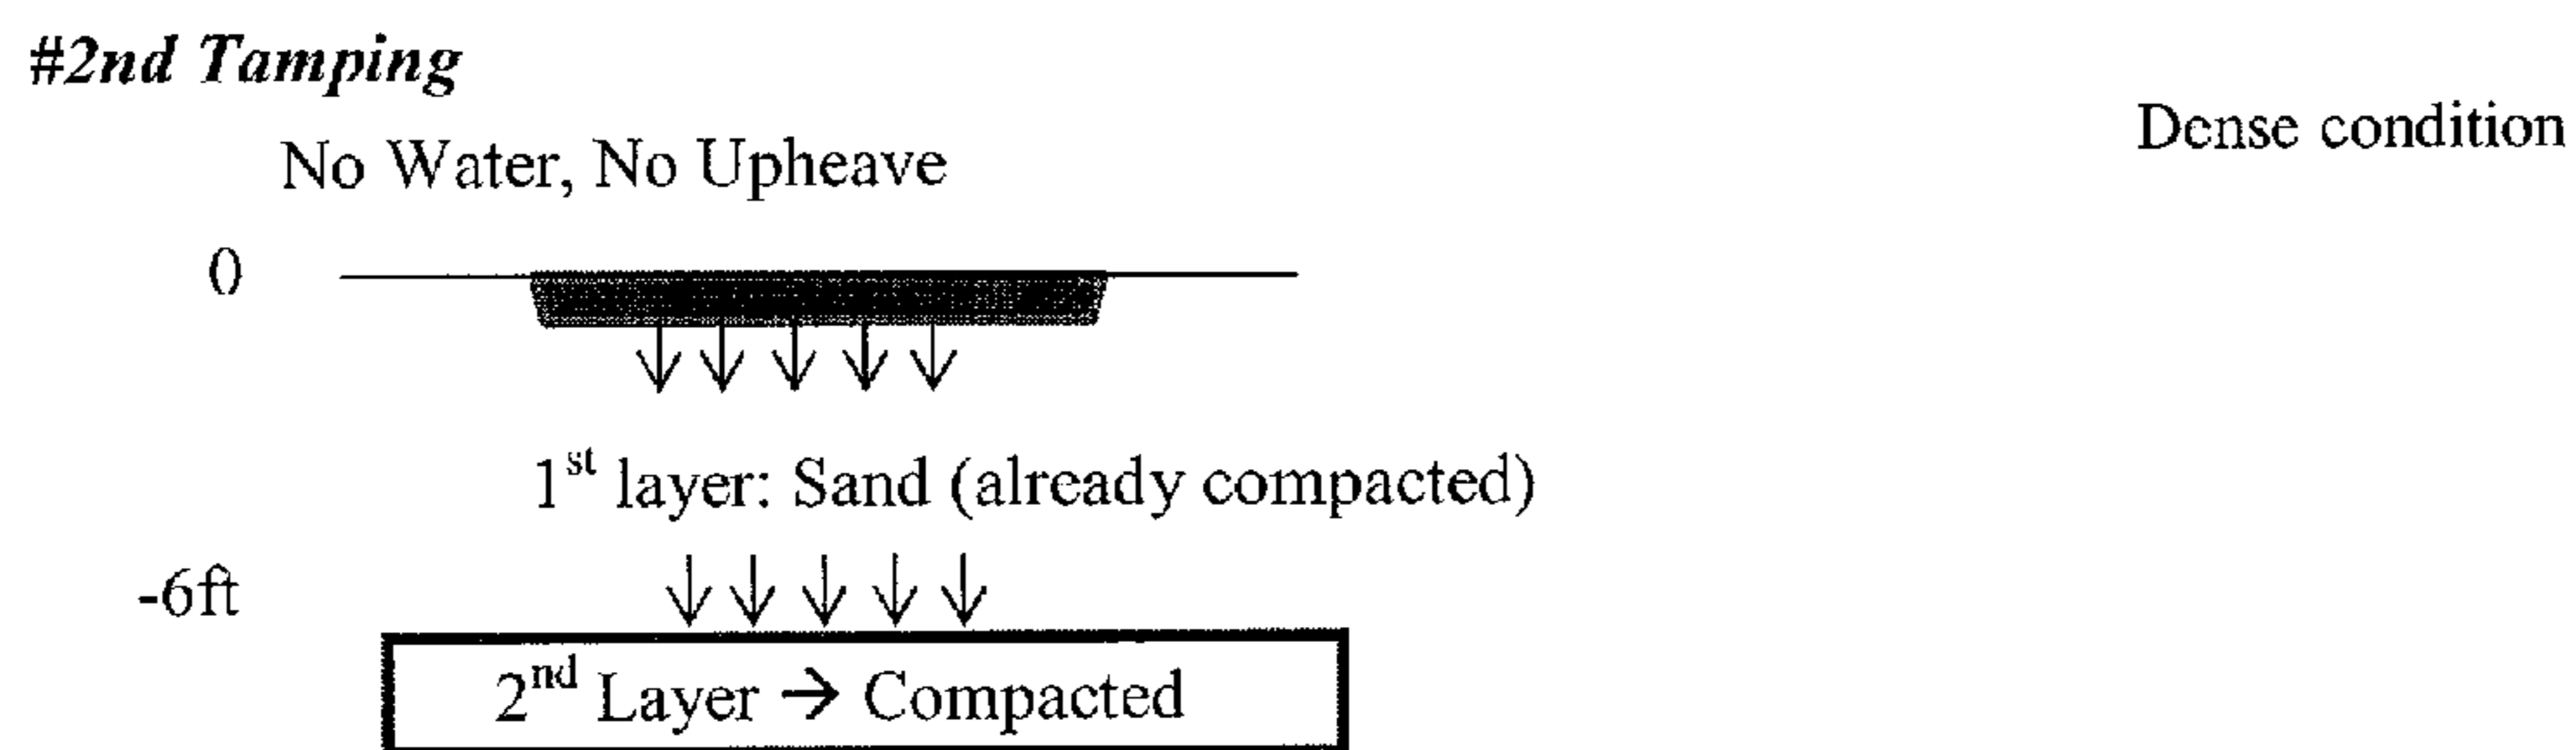 #2nd Tamping
Dense condition
No Water, No Upheave
0
1st layer: Sand (already compacted)
-6ft
2nd Layer → Compacted